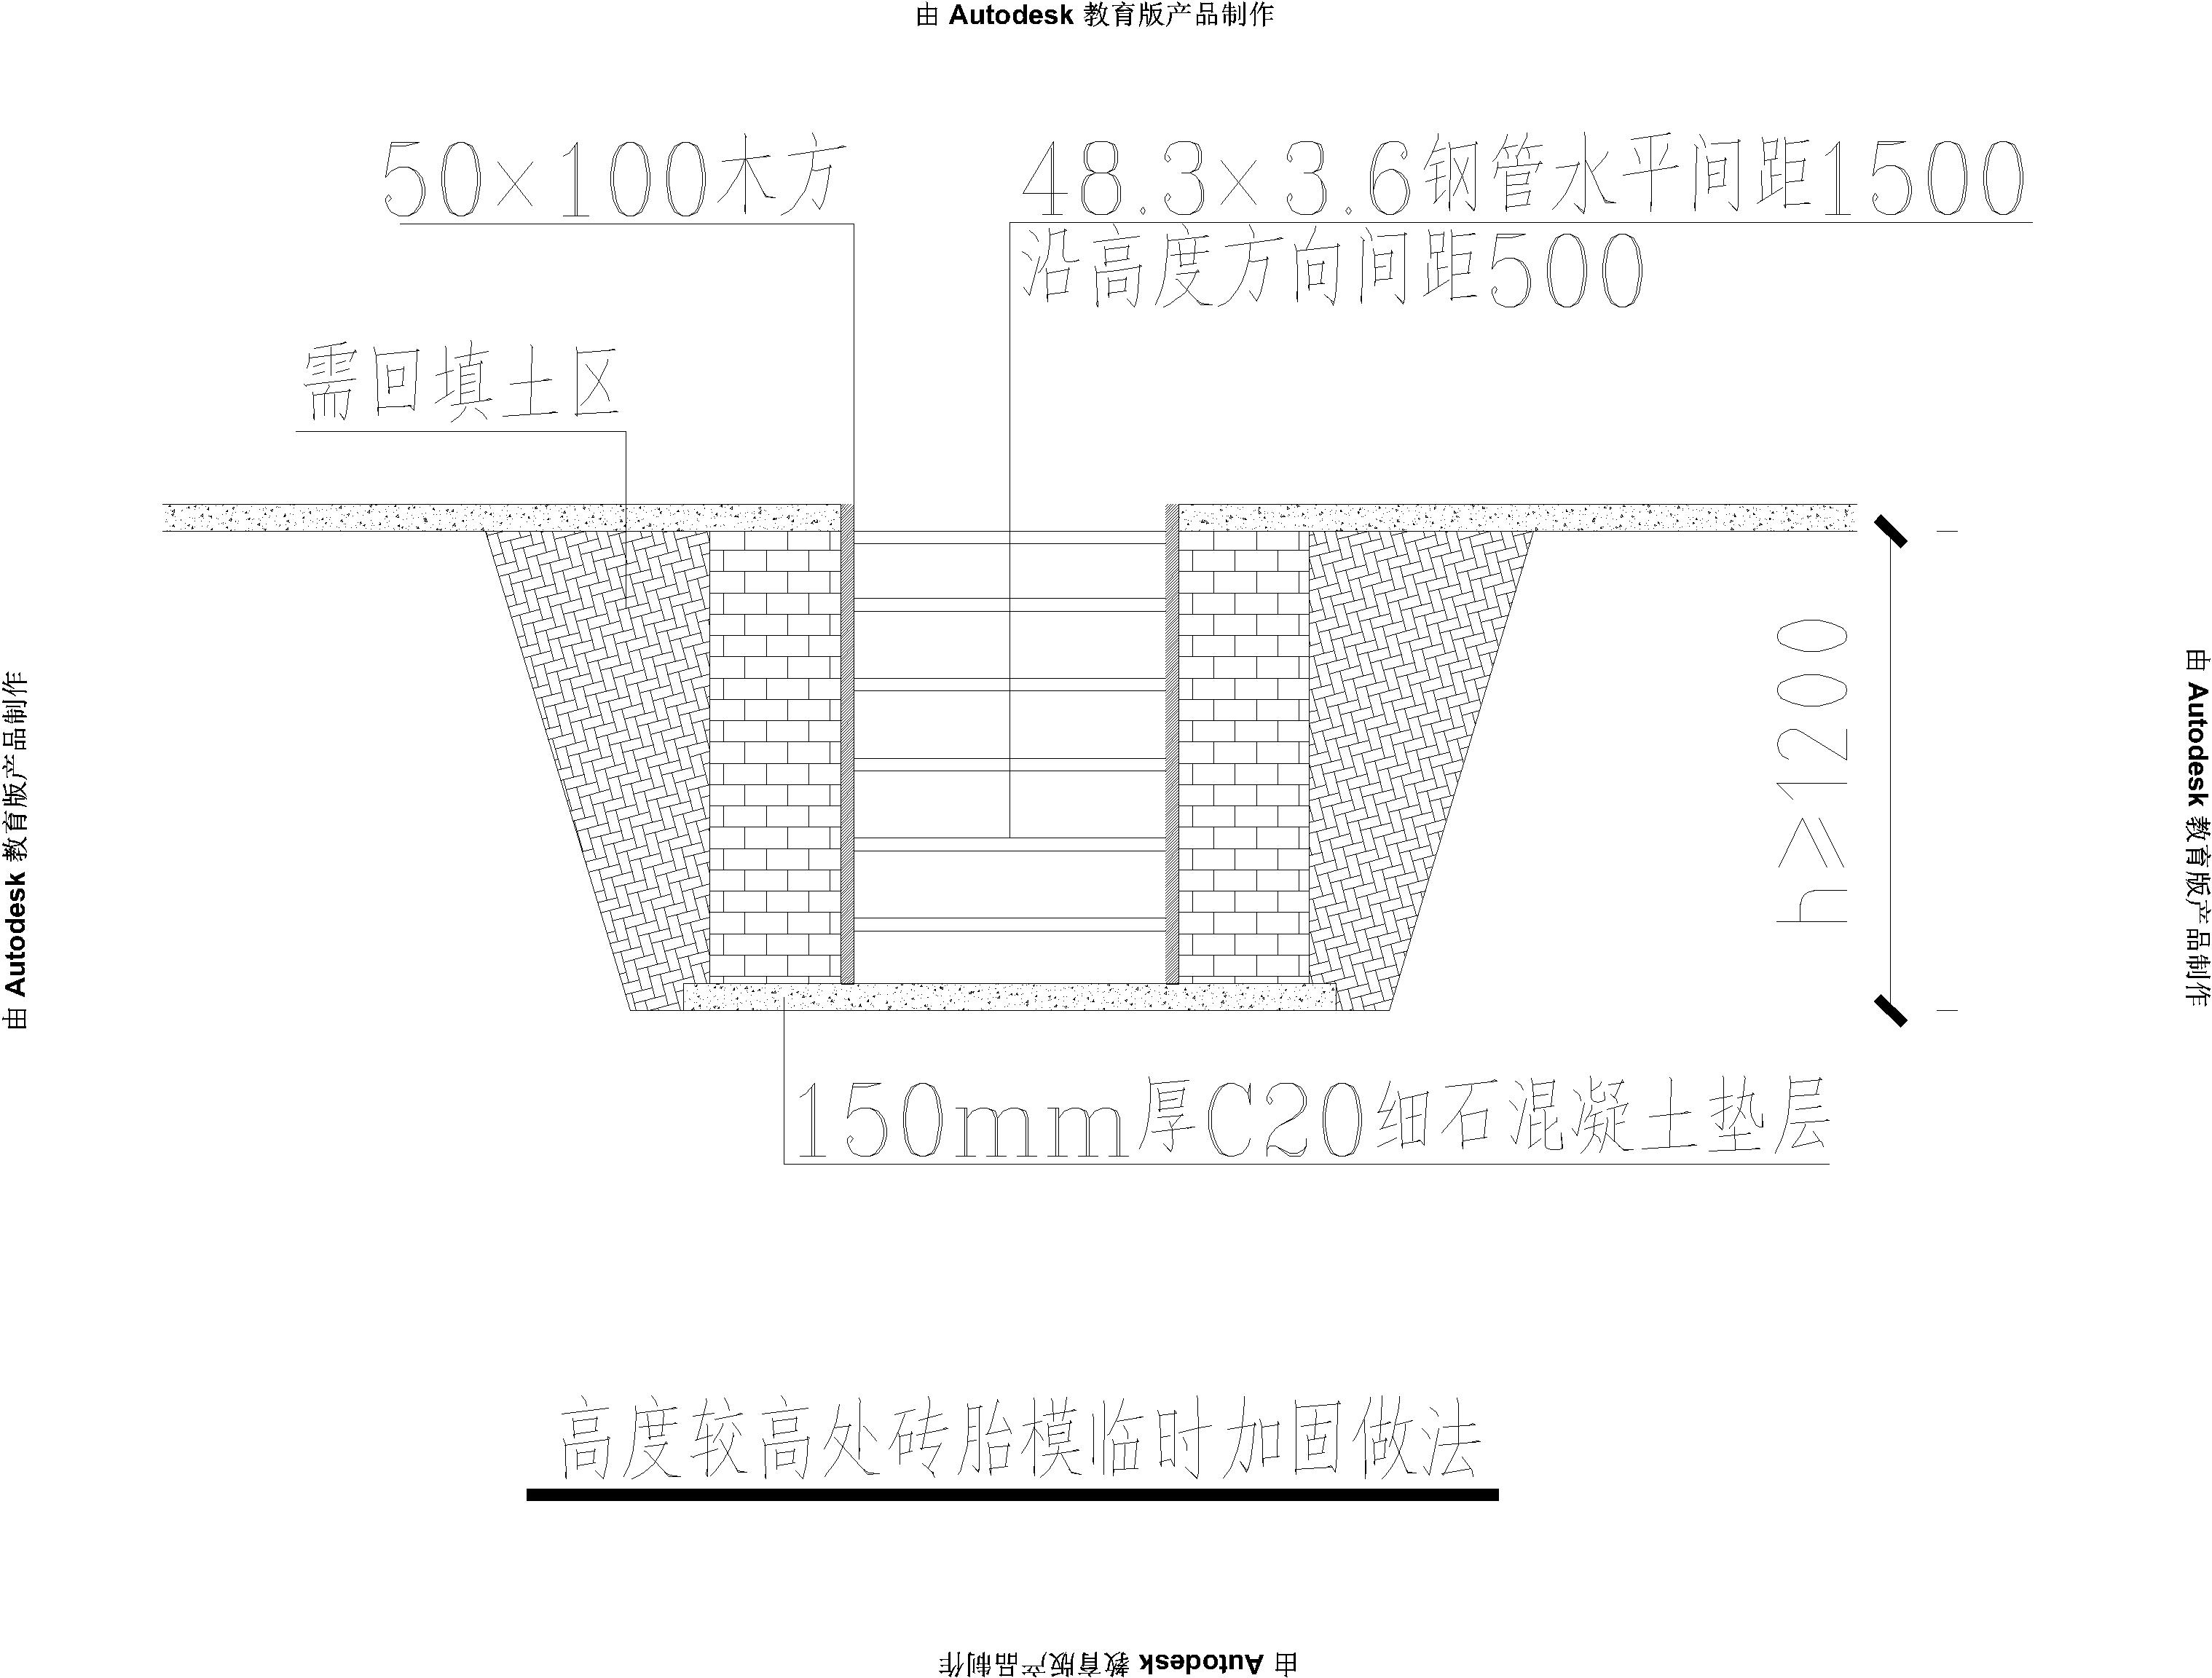 由 Autodesk 教育版产品制作
50×100木方
48.3×3.6钢管水平间距1500
沿高度方向间距500
需回填土区
h≥1200
150mm厚C20细石混凝土垫层
高度较高处砖胎模临时加固做法
由 Autodesk 教育版产品制作
由 Autodesk 教育版产品制作
由 Autodesk 教育版产品制作